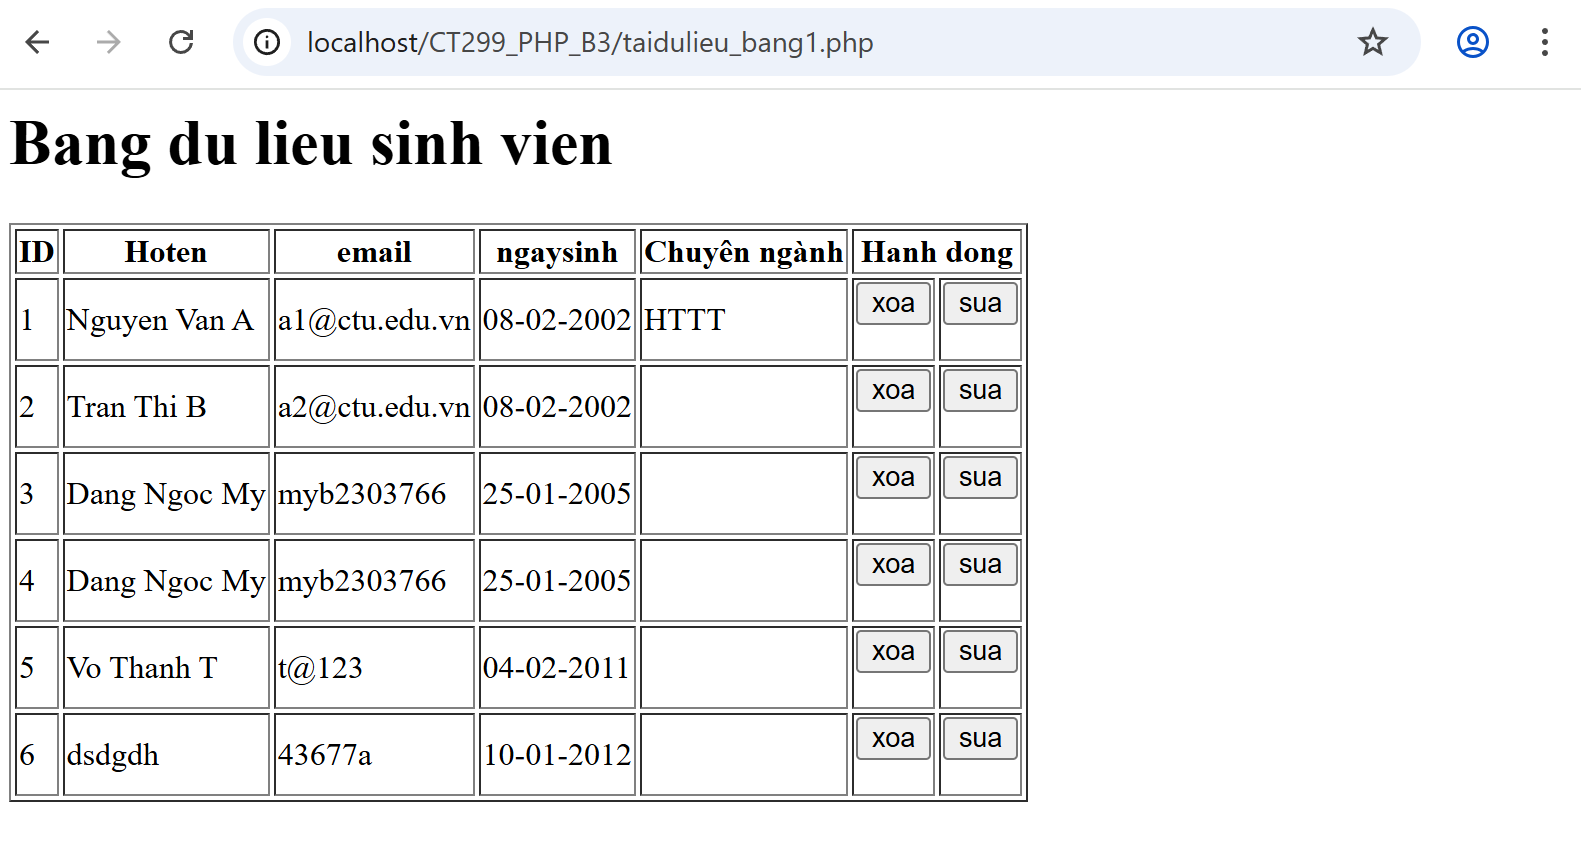 localhost/CT299_PHP_B3/taidulieu_bang1.php
Bang du lieu sinh vien
ID Hoten email ngaysinh Chuyên ngành Hanh dong
1 Nguyen Van A a1@ctu.edu.vn 08-02-2002 HTTT xoa sua
2 Tran Thi B a2@ctu.edu.vn 08-02-2002 xoa sua
3 Dang Ngoc My myb2303766 25-01-2005 xoa sua
4 Dang Ngoc My myb2303766 25-01-2005 xoa sua
5 Vo Thanh T t@123 04-02-2011 xoa sua
6 dsdgdh 43677a 10-01-2012 xoa sua